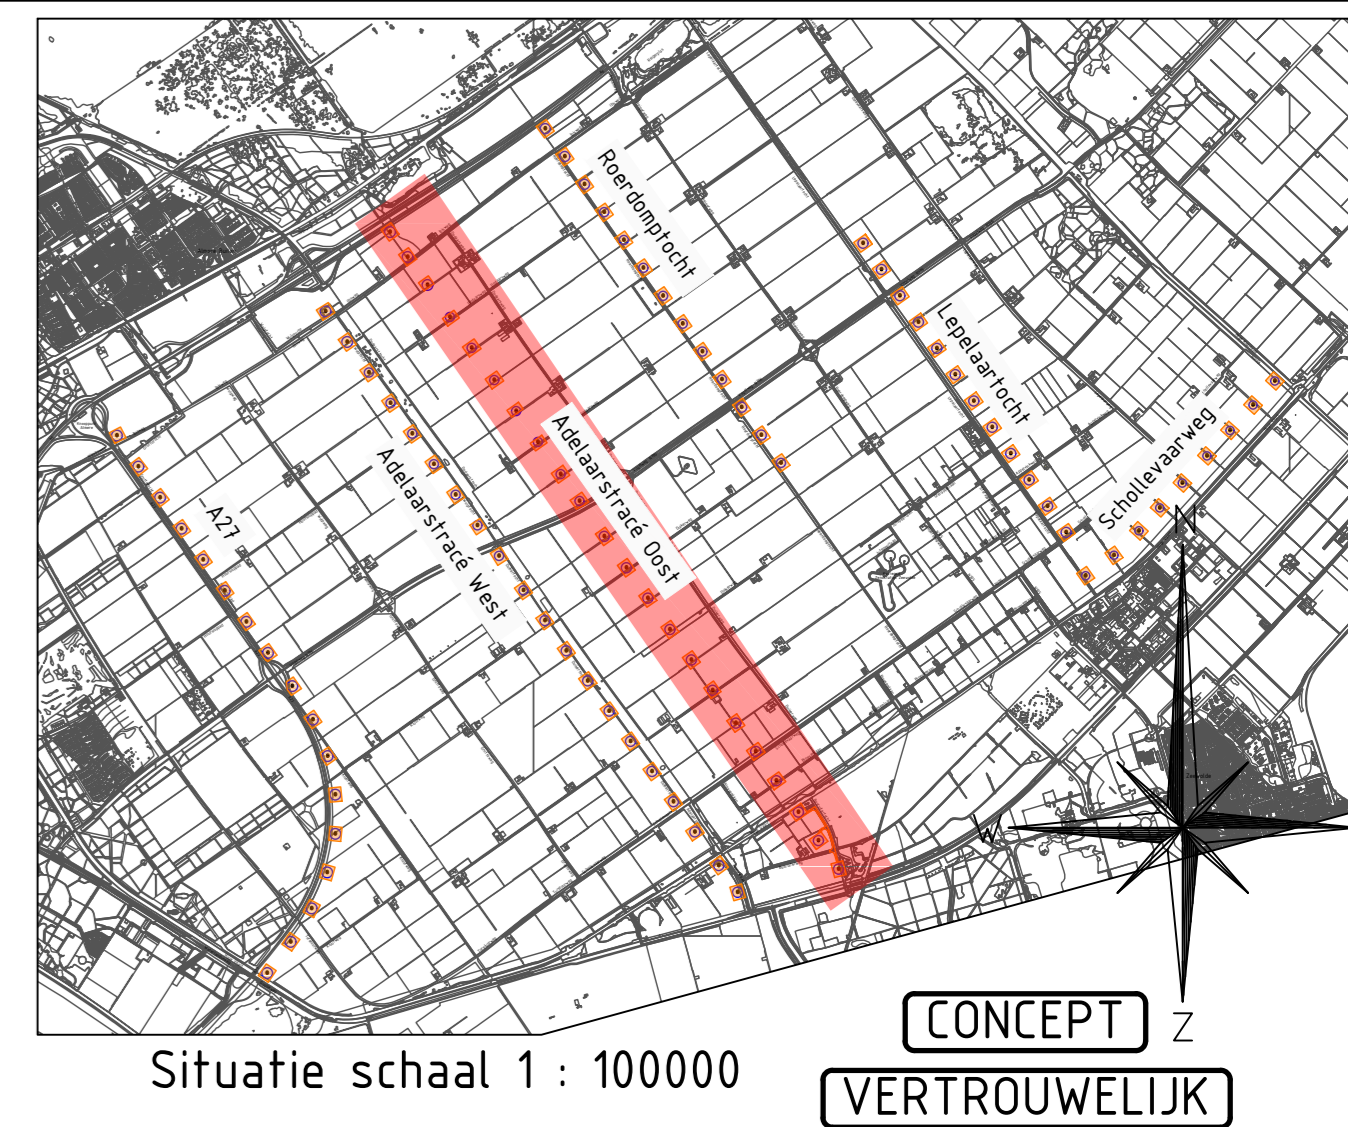 Roerdomptocht
Lepelaartocht
Schollevaarweg
Adelaarstracé Oost
Adelaarstracé West
A27
N
W
Z
Situatie schaal 1 : 100000
CONCEPT
VERTROUWELIJK